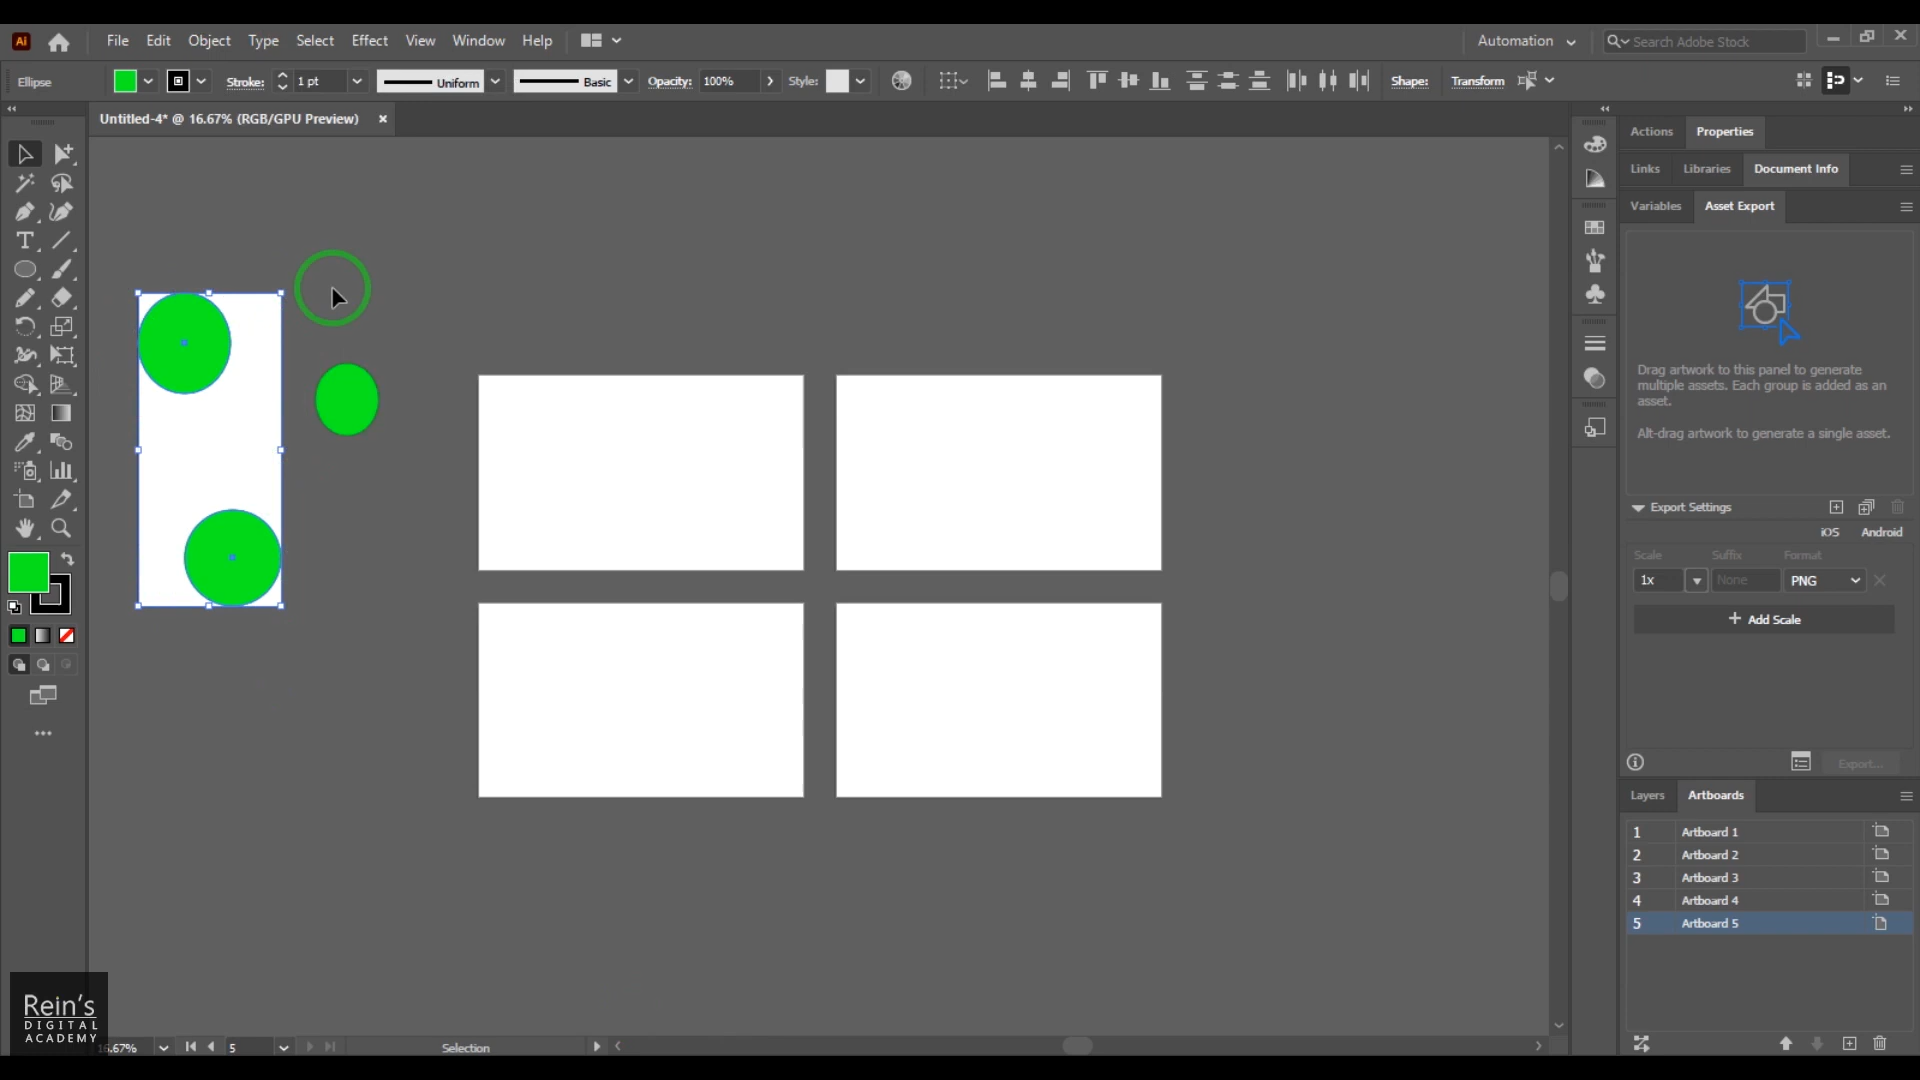 Ai File Edit Object Type Select Effect View Window Help Automation Search Adobe Stock
Ellipse Stroke: 1 pt Uniform Basic Opacity: 100% Style: Shape: Transform
Untitled-4* @ 16.67% (RGB/GPU Preview)
Actions Properties
Links Libraries Document Info
Variables Asset Export
Drag artwork to this panel to generate
multiple assets. Each group is added as an
asset.
Alt-drag artwork to generate a single asset.
Export Settings
iOS Android
Scale Suffix Format
1x None PNG
+ Add Scale
Export...
Layers Artboards
1 Artboard 1
2 Artboard 2
3 Artboard 3
4 Artboard 4
5 Artboard 5
Rein's
DIGITAL
ACADEMY
16.67% 5 Selection